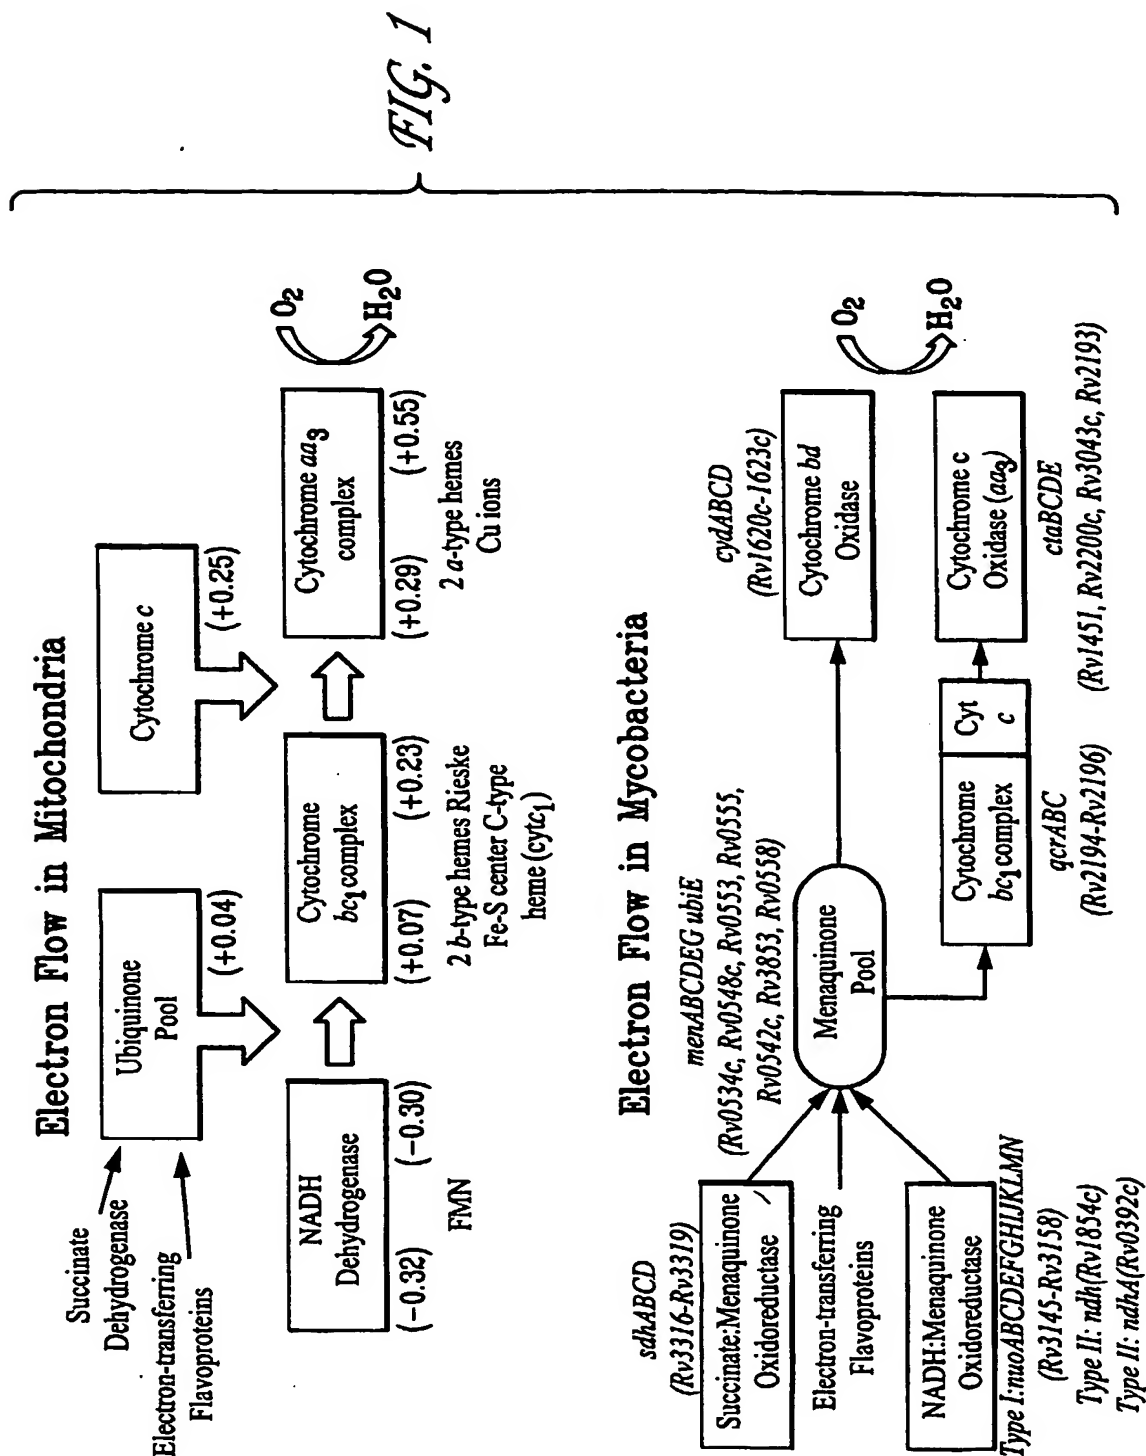 FIG. 1
Electron Flow in Mitochondria
Succinate
Dehydrogenase
Electron-transferring
Flavoproteins
Ubiquinone
Pool
(+0.04)
Cytochrome c
(+0.25)
NADH
Dehydrogenase
(−0.32)
(−0.30)
FMN
Cytochrome
bc1 complex
(+0.07)
(+0.23)
2 b-type hemes Rieske
Fe-S center C-type
heme (cytc1)
Cytochrome aa3
complex
(+0.29)
(+0.55)
2 a-type hemes
Cu ions
O2
H2O
Electron Flow in Mycobacteria
sdhABCD
(Rv3316-Rv3319)
Succinate:Menaquinone
Oxidoreductase
Electron-transferring
Flavoproteins
NADH:Menaquinone
Oxidoreductase
Type I:nuoABCDEFGHIJKLMN
(Rv3145-Rv3158)
Type II: ndh(Rv1854c)
Type II: ndhA(Rv0392c)
menABCDEG ubiE
(Rv0534c, Rv0548c, Rv0553, Rv0555,
Rv0542c, Rv3853, Rv0558)
Menaquinone
Pool
cydABCD
(Rv1620c-1623c)
Cytochrome bd
Oxidase
Cytochrome
bc1 complex
Cyt
c
qcrABC
(Rv2194-Rv2196)
Cytochrome c
Oxidase (aa3)
ctaBCDE
(Rv1451, Rv2200c, Rv3043c, Rv2193)
O2
H2O